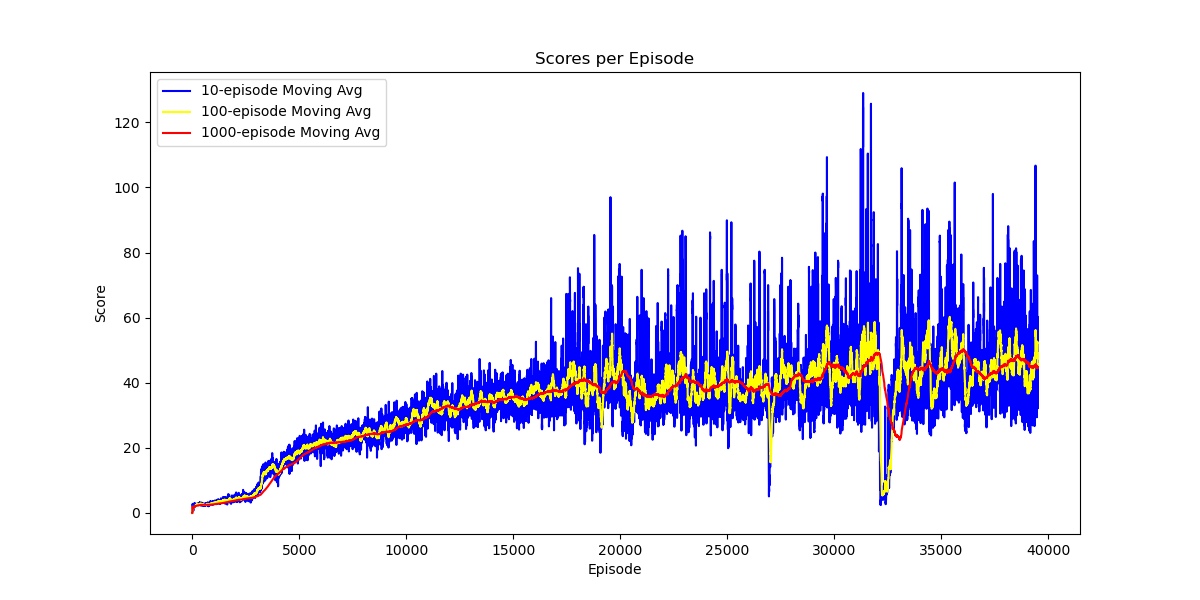 Scores per Episode
10-episode Moving Avg
100-episode Moving Avg
1000-episode Moving Avg
120
100
80
60
40
20
0
Score
0 5000 10000 15000 20000 25000 30000 35000 40000
Episode